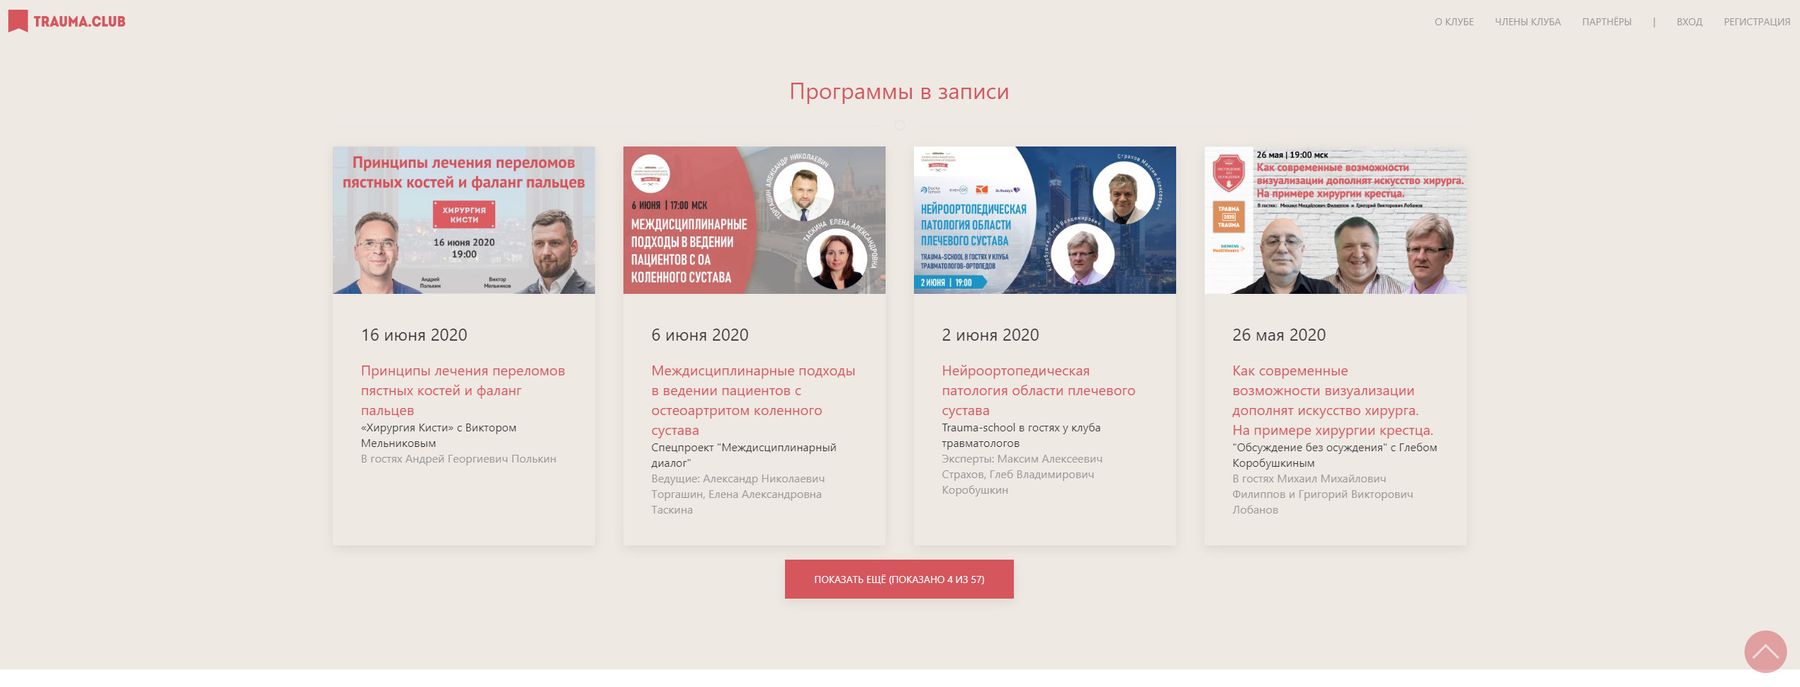 TRAUMA.CLUB
О КЛУБЕ ЧЛЕНЫ КЛУБА ПАРТНЁРЫ | ВХОД РЕГИСТРАЦИЯ
Программы в записи
Принципы лечения переломов
пястных костей и фаланг пальцев
ХИРУРГИЯ
КИСТИ
16 июня 2020
19:00
Андрей
Полькин
Виктор
Мельников
16 июня 2020
Принципы лечения переломов
пястных костей и фаланг
пальцев
«Хирургия Кисти» с Виктором
Мельниковым
В гостях Андрей Георгиевич Полькин
ТОРГАШИН АЛЕКСАНДР НИКОЛАЕВИЧ
6 ИЮНЯ | 17:00 МСК
МЕЖДИСЦИПЛИНАРНЫЕ
ПОДХОДЫ В ВЕДЕНИИ
ПАЦИЕНТОВ С ОА
КОЛЕННОГО СУСТАВА
ТАСКИНА ЕЛЕНА АЛЕКСАНДРОВНА
6 июня 2020
Междисциплинарные подходы
в ведении пациентов с
остеоартритом коленного
сустава
Спецпроект "Междисциплинарный
диалог"
Ведущие: Александр Николаевич
Торгашин, Елена Александровна
Таскина
Страхов Максим Алексеевич
НЕЙРООРТОПЕДИЧЕСКАЯ
ПАТОЛОГИЯ ОБЛАСТИ
ПЛЕЧЕВОГО СУСТАВА
TRAUMA-SCHOOL В ГОСТЯХ У КЛУБА
ТРАВМАТОЛОГОВ-ОРТОПЕДОВ
2 ИЮНЯ | 19:00
Коробушкин Глеб Владимирович
2 июня 2020
Нейроортопедическая
патология области плечевого
сустава
Trauma-school в гостях у клуба
травматологов
Эксперты: Максим Алексеевич
Страхов, Глеб Владимирович
Коробушкин
26 мая | 19:00 мск
Как современные возможности
визуализации дополнят искусство хирурга.
На примере хирургии крестца.
В гостях: Михаил Михайлович Филиппов и Григорий Викторович Лобанов
ТРАВМА
2020
TRAUMA
26 мая 2020
Как современные
возможности визуализации
дополнят искусство хирурга.
На примере хирургии крестца.
"Обсуждение без осуждения" с Глебом
Коробушкиным
В гостях Михаил Михайлович
Филиппов и Григорий Викторович
Лобанов
ПОКАЗАТЬ ЕЩЁ (ПОКАЗАНО 4 ИЗ 57)